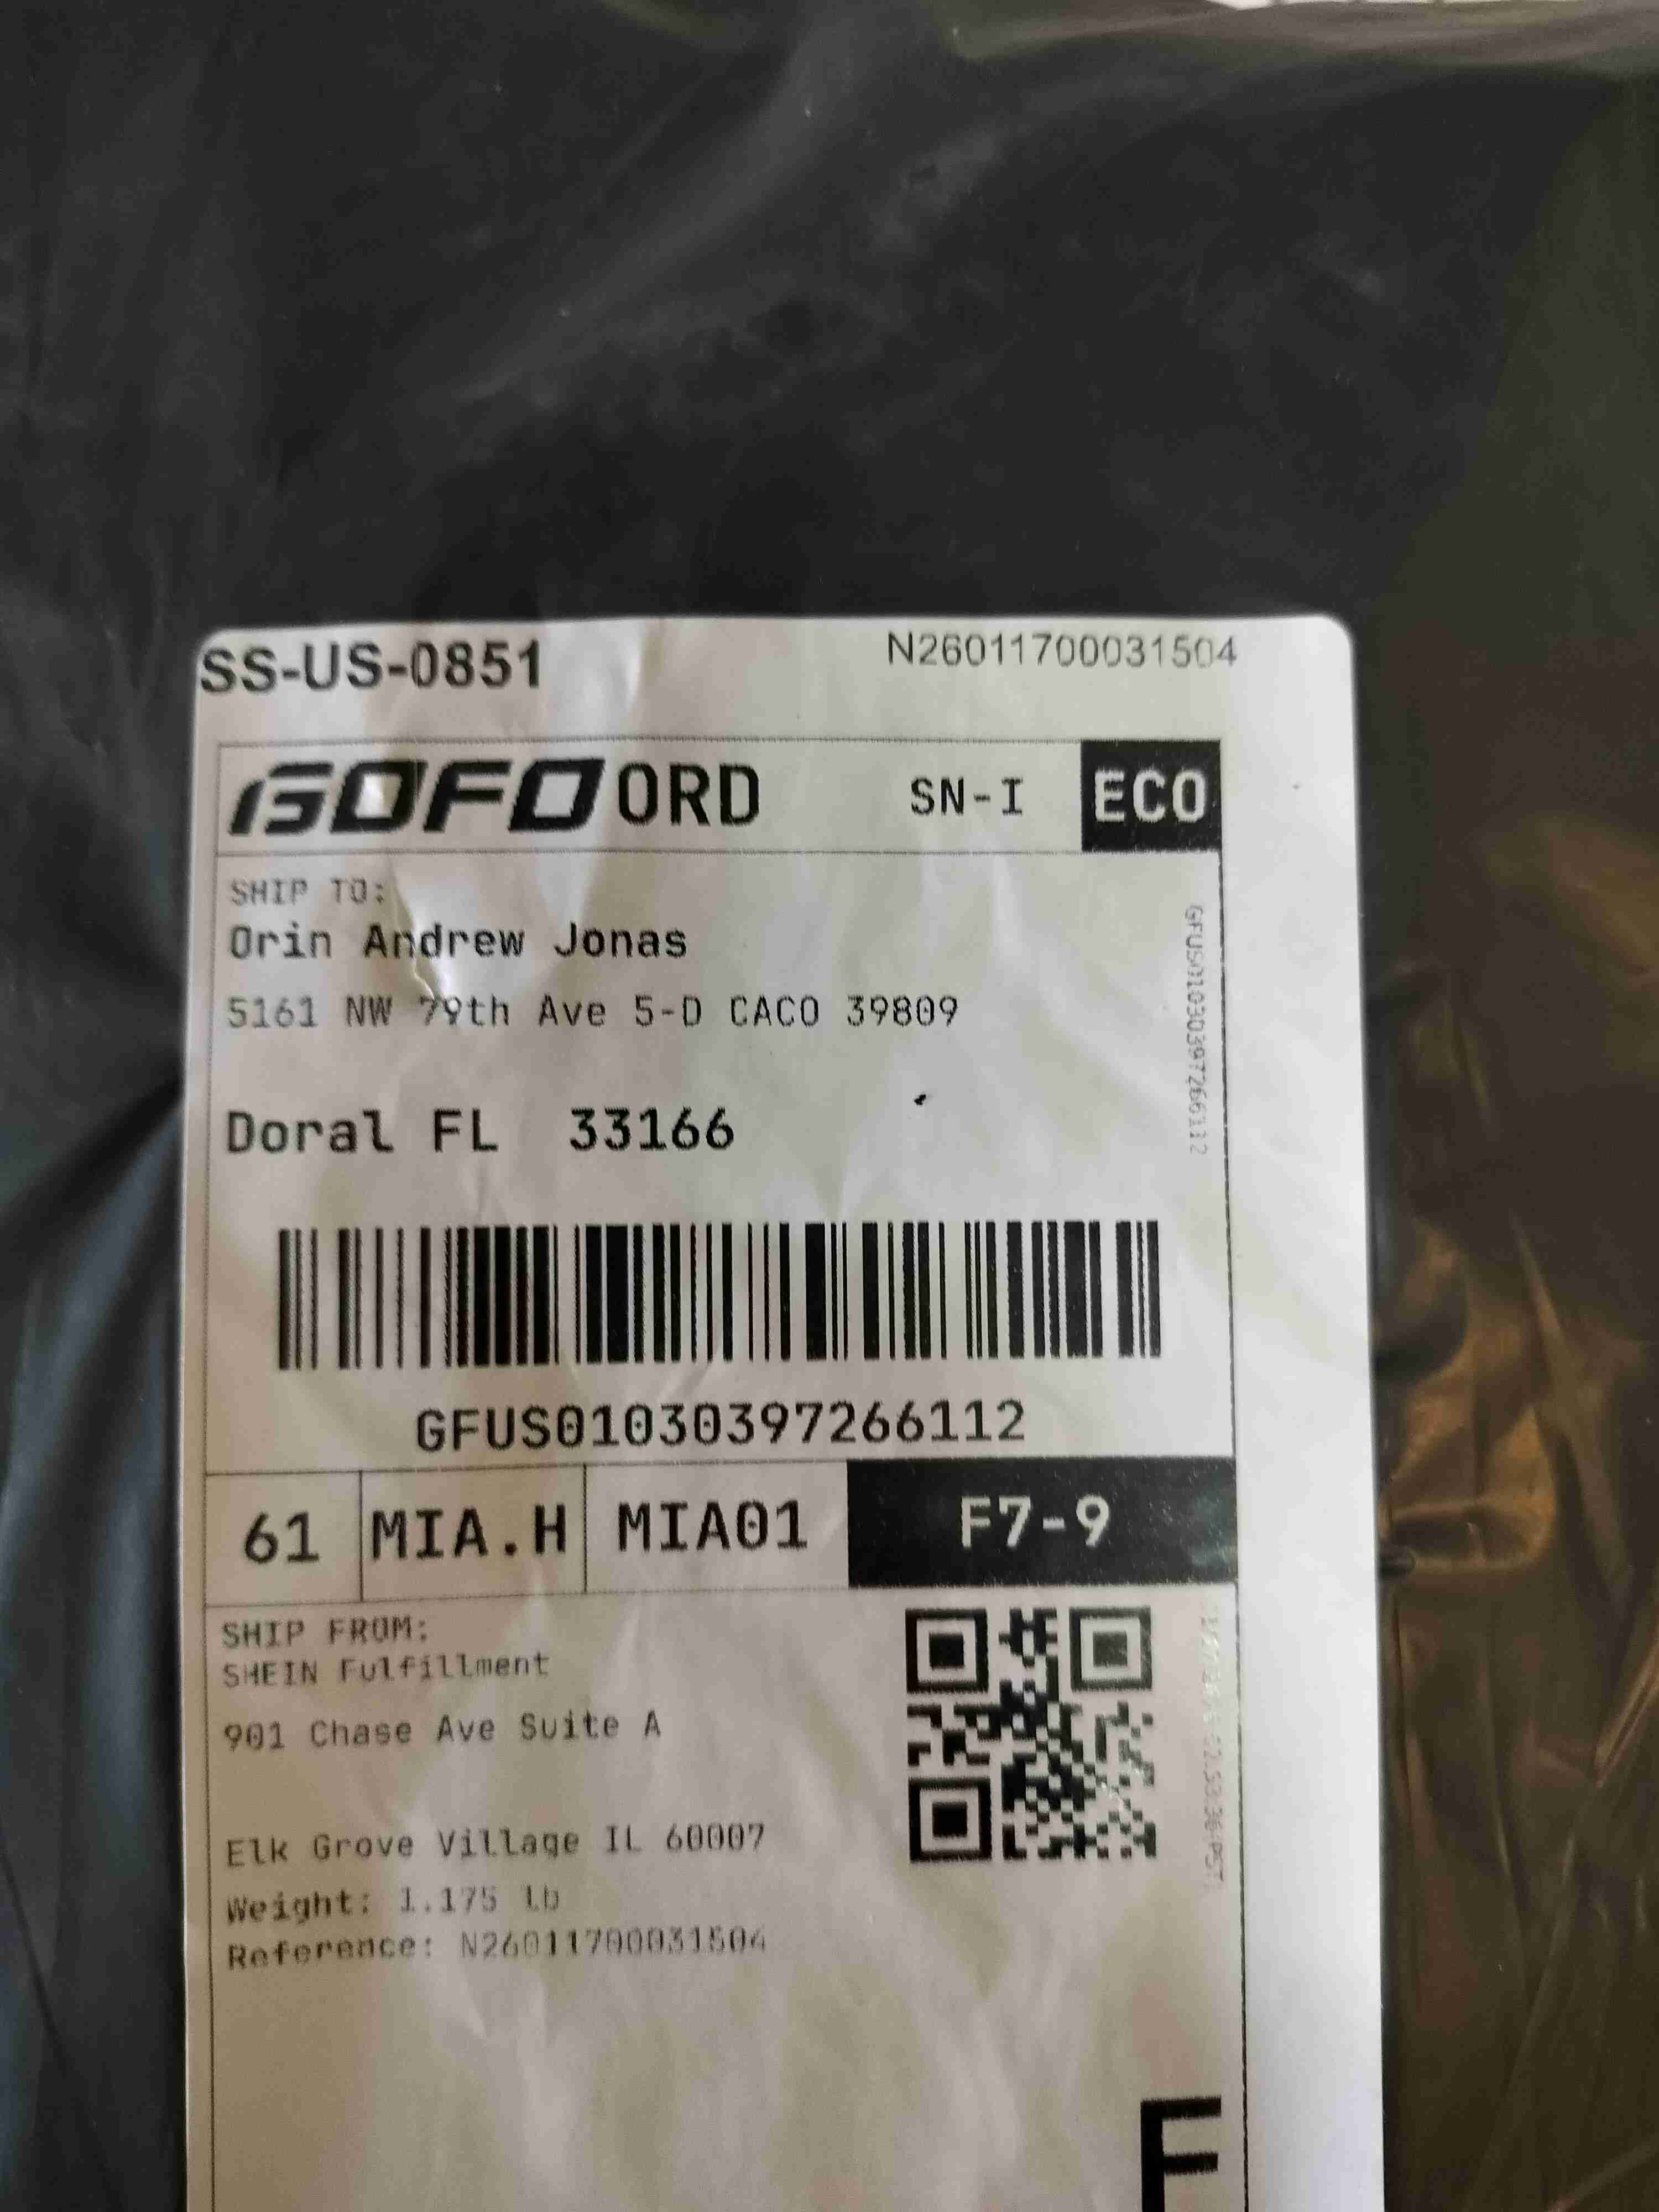 SS-US-0851 N26011700031504
GOFO ORD SN-I ECO
SHIP TO:
Orin Andrew Jonas
5161 NW 79th Ave 5-D CACO 39809
Doral FL 33166
GFUS01030397266112
GFUS01030397266112
61 MIA.H MIA01 F7-9
SHIP FROM:
SHEIN Fulfillment
901 Chase Ave Suite A
Elk Grove Village IL 60007
Weight: 1.175 lb
Reference: N26011700031504